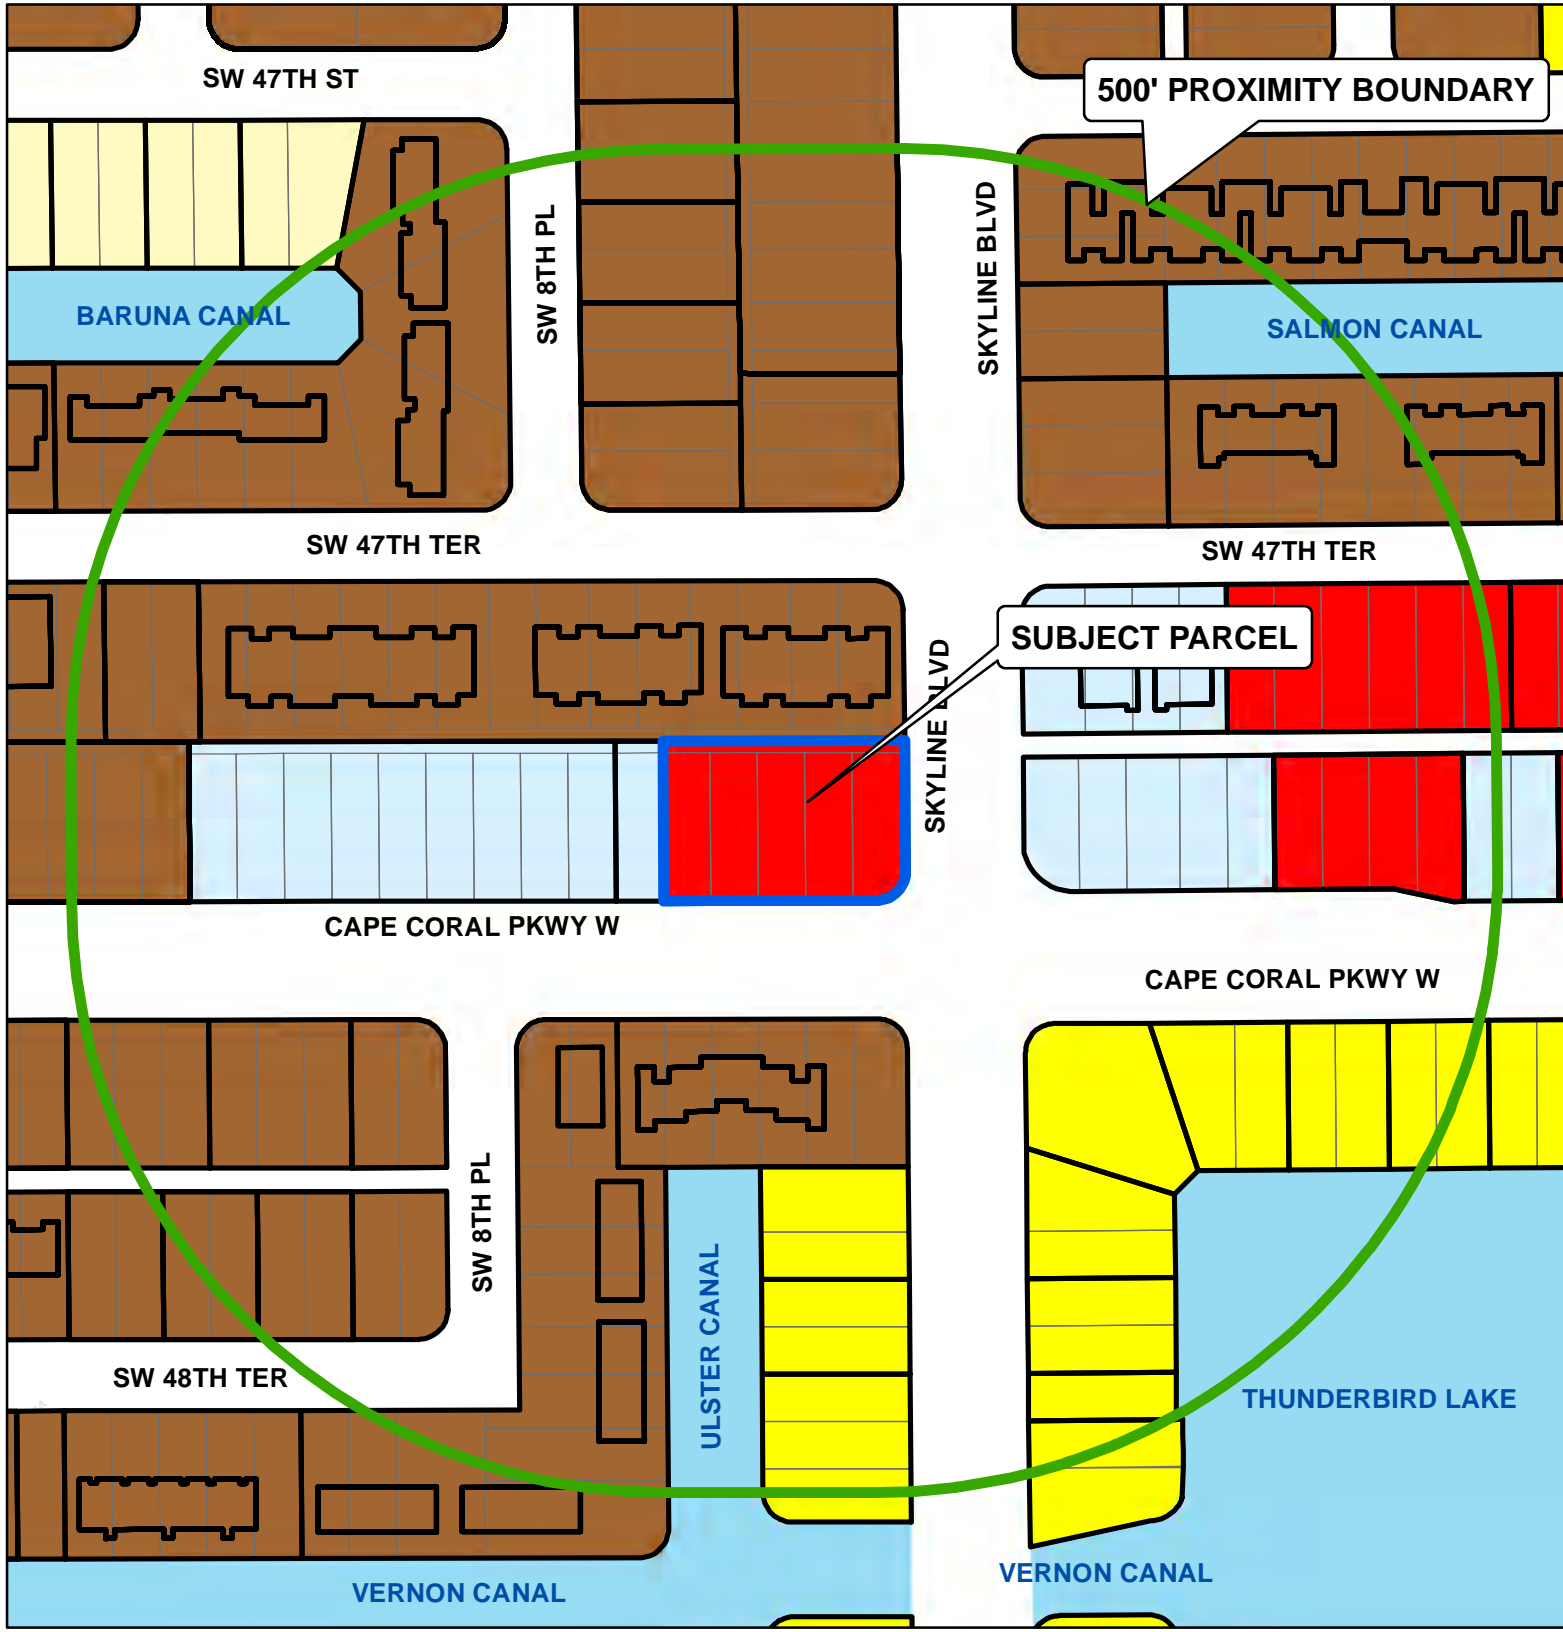 SW 47TH ST
500' PROXIMITY BOUNDARY
SW 8TH PL
SKYLINE BLVD
BARUNA CANAL
SALMON CANAL
SW 47TH TER
SW 47TH TER
SUBJECT PARCEL
SKYLINE BLVD
CAPE CORAL PKWY W
CAPE CORAL PKWY W
SW 8TH PL
ULSTER CANAL
SW 48TH TER
THUNDERBIRD LAKE
VERNON CANAL
VERNON CANAL